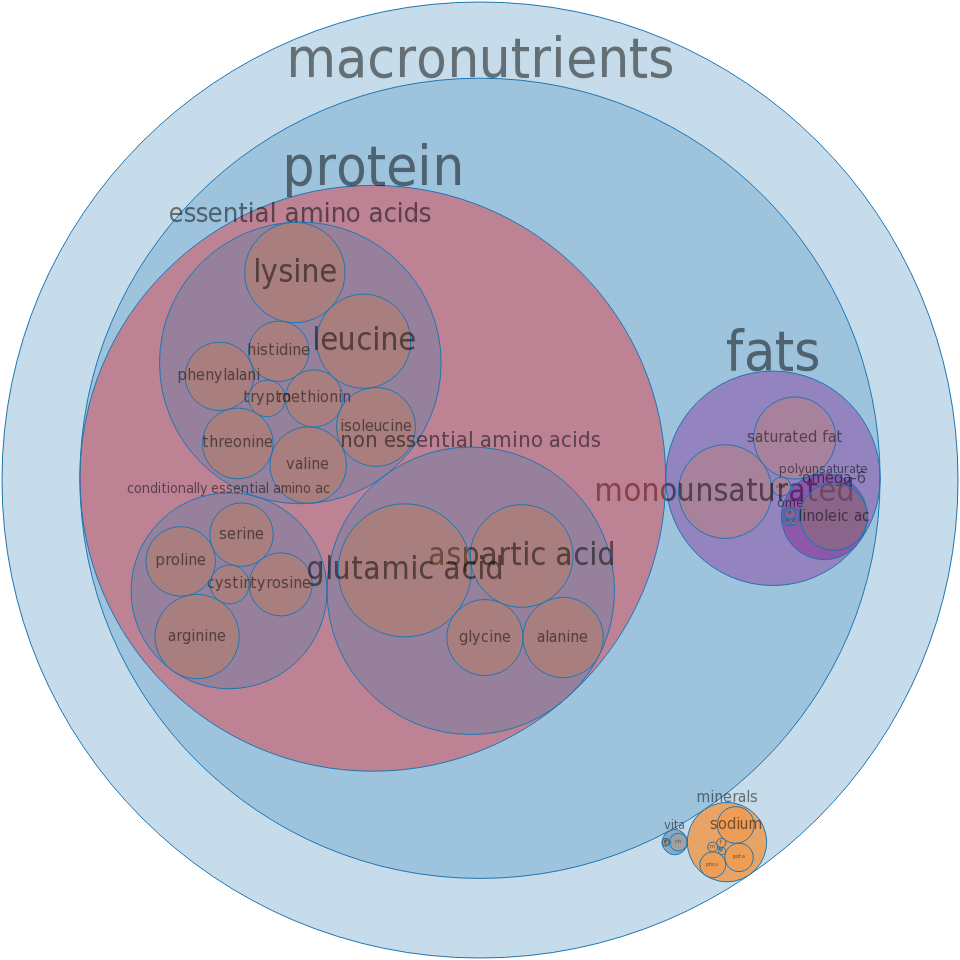 macronutrients
protein
essential amino acids
lysine
leucine
histidine
phenylalani
trypto
methionin
isoleucine
threonine
valine
non essential amino acids
conditionally essential amino ac
serine
proline
cystin
tyrosine
arginine
glutamic acid
aspartic acid
glycine
alanine
fats
saturated fat
monounsaturated
polyunsaturate
omega-6
ome
linoleic ac
minerals
sodium
pota
phos
vita
ch